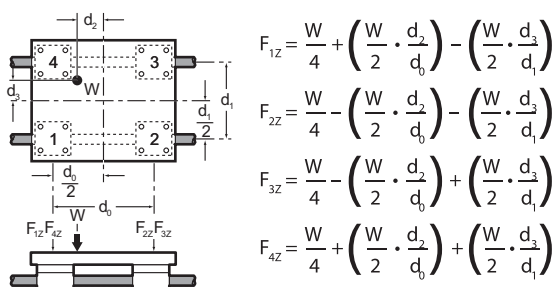 d₂
4
3
W
d₃
d₁
d₁/2
1
2
d₀/2
d₀
W
F₁Z F₄Z
F₂Z F₃Z
F₁Z = W/4 + (W/2 · d₂/d₀) − (W/2 · d₃/d₁)
F₂Z = W/4 − (W/2 · d₂/d₀) − (W/2 · d₃/d₁)
F₃Z = W/4 − (W/2 · d₂/d₀) + (W/2 · d₃/d₁)
F₄Z = W/4 + (W/2 · d₂/d₀) + (W/2 · d₃/d₁)